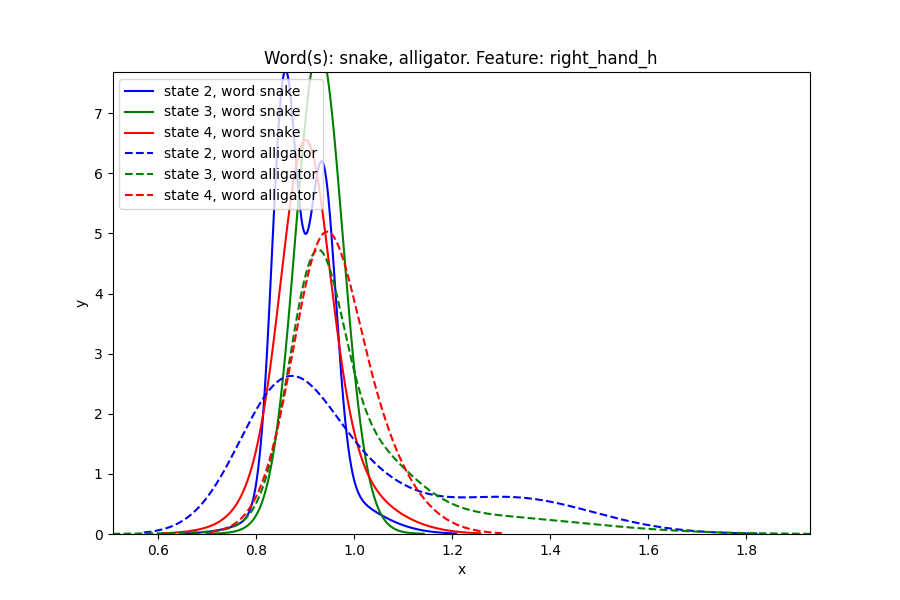 Word(s): snake, alligator. Feature: right_hand_h
state 2, word snake
state 3, word snake
state 4, word snake
state 2, word alligator
state 3, word alligator
state 4, word alligator
7
6
5
4
3
2
1
0
y
0.6 0.8 1.0 1.2 1.4 1.6 1.8
x